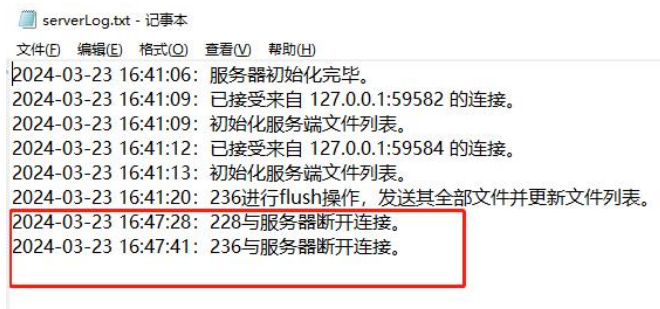 serverLog.txt - 记事本
文件(F) 编辑(E) 格式(O) 查看(V) 帮助(H)
2024-03-23 16:41:06：服务器初始化完毕。
2024-03-23 16:41:09：已接受来自 127.0.0.1:59582 的连接。
2024-03-23 16:41:09：初始化服务端文件列表。
2024-03-23 16:41:12：已接受来自 127.0.0.1:59584 的连接。
2024-03-23 16:41:13：初始化服务端文件列表。
2024-03-23 16:41:20：236进行flush操作，发送其全部文件并更新文件列表。
2024-03-23 16:47:28：228与服务器断开连接。
2024-03-23 16:47:41：236与服务器断开连接。